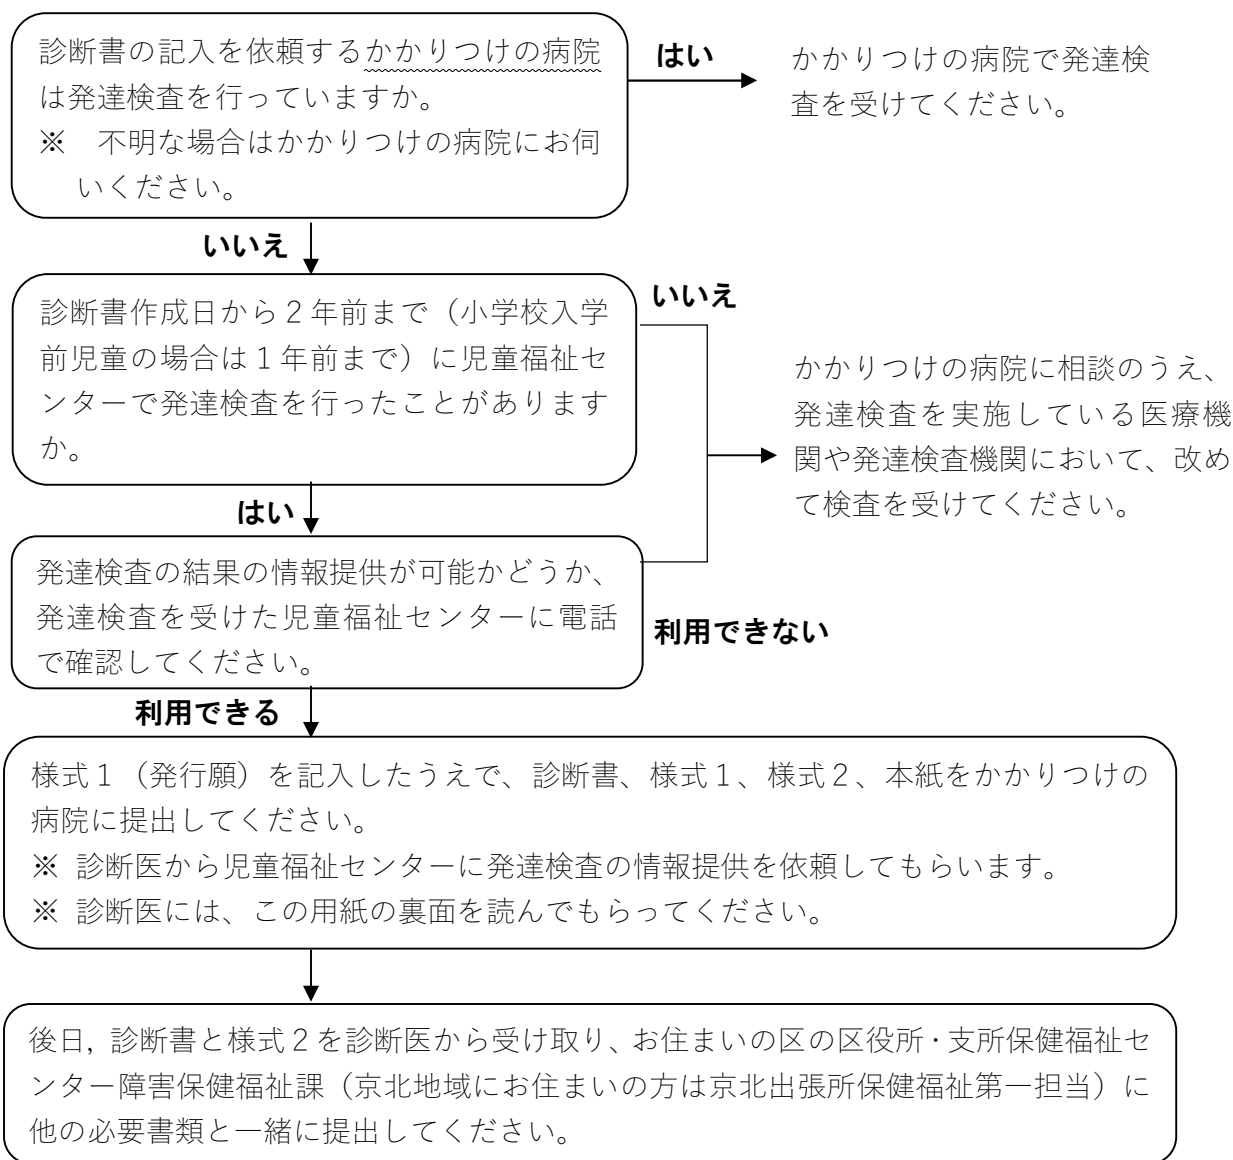 診断書の記入を依頼するかかりつけの病院
は発達検査を行っていますか。
※　不明な場合はかかりつけの病院にお伺
いください。
はい
かかりつけの病院で発達検
査を受けてください。
いいえ
診断書作成日から２年前まで（小学校入学
前児童の場合は１年前まで）に児童福祉セ
ンターで発達検査を行ったことがあります
か。
いいえ
かかりつけの病院に相談のうえ、
発達検査を実施している医療機
関や発達検査機関において、改め
て検査を受けてください。
はい
発達検査の結果の情報提供が可能かどうか、
発達検査を受けた児童福祉センターに電話
で確認してください。
利用できない
利用できる
様式１（発行願）を記入したうえで、診断書、様式１、様式２、本紙をかかりつけの
病院に提出してください。
※ 診断医から児童福祉センターに発達検査の情報提供を依頼してもらいます。
※ 診断医には、この用紙の裏面を読んでもらってください。
後日，診断書と様式２を診断医から受け取り、お住まいの区の区役所・支所保健福祉セ
ンター障害保健福祉課（京北地域にお住まいの方は京北出張所保健福祉第一担当）に
他の必要書類と一緒に提出してください。